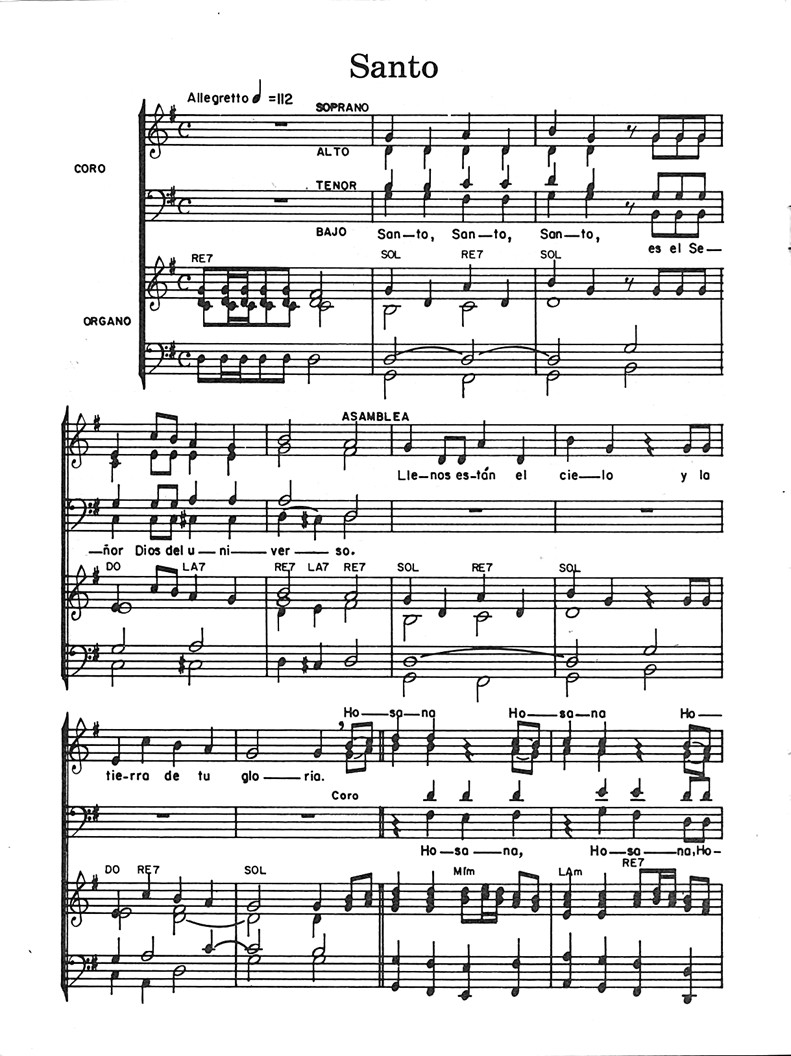 Santo
Allegretto ♩ =112
SOPRANO
CORO
ALTO
TENOR
BAJO
San—to, San—to, San—to, es el Se—
RE7 SOL RE7 SOL
ORGANO
ASAMBLEA
Lle—nos es-tán el cie—lo y la
—ñor Dios del u—ni—ver—so.
DO LA7 RE7 LA7 RE7 SOL RE7 SOL
Ho—sa—na Ho—sa—na Ho—
tie-rra de tu glo—ria.
Coro
Ho—sa—na, Ho—sa—na, Ho-
DO RE7 SOL MIm LAm RE7